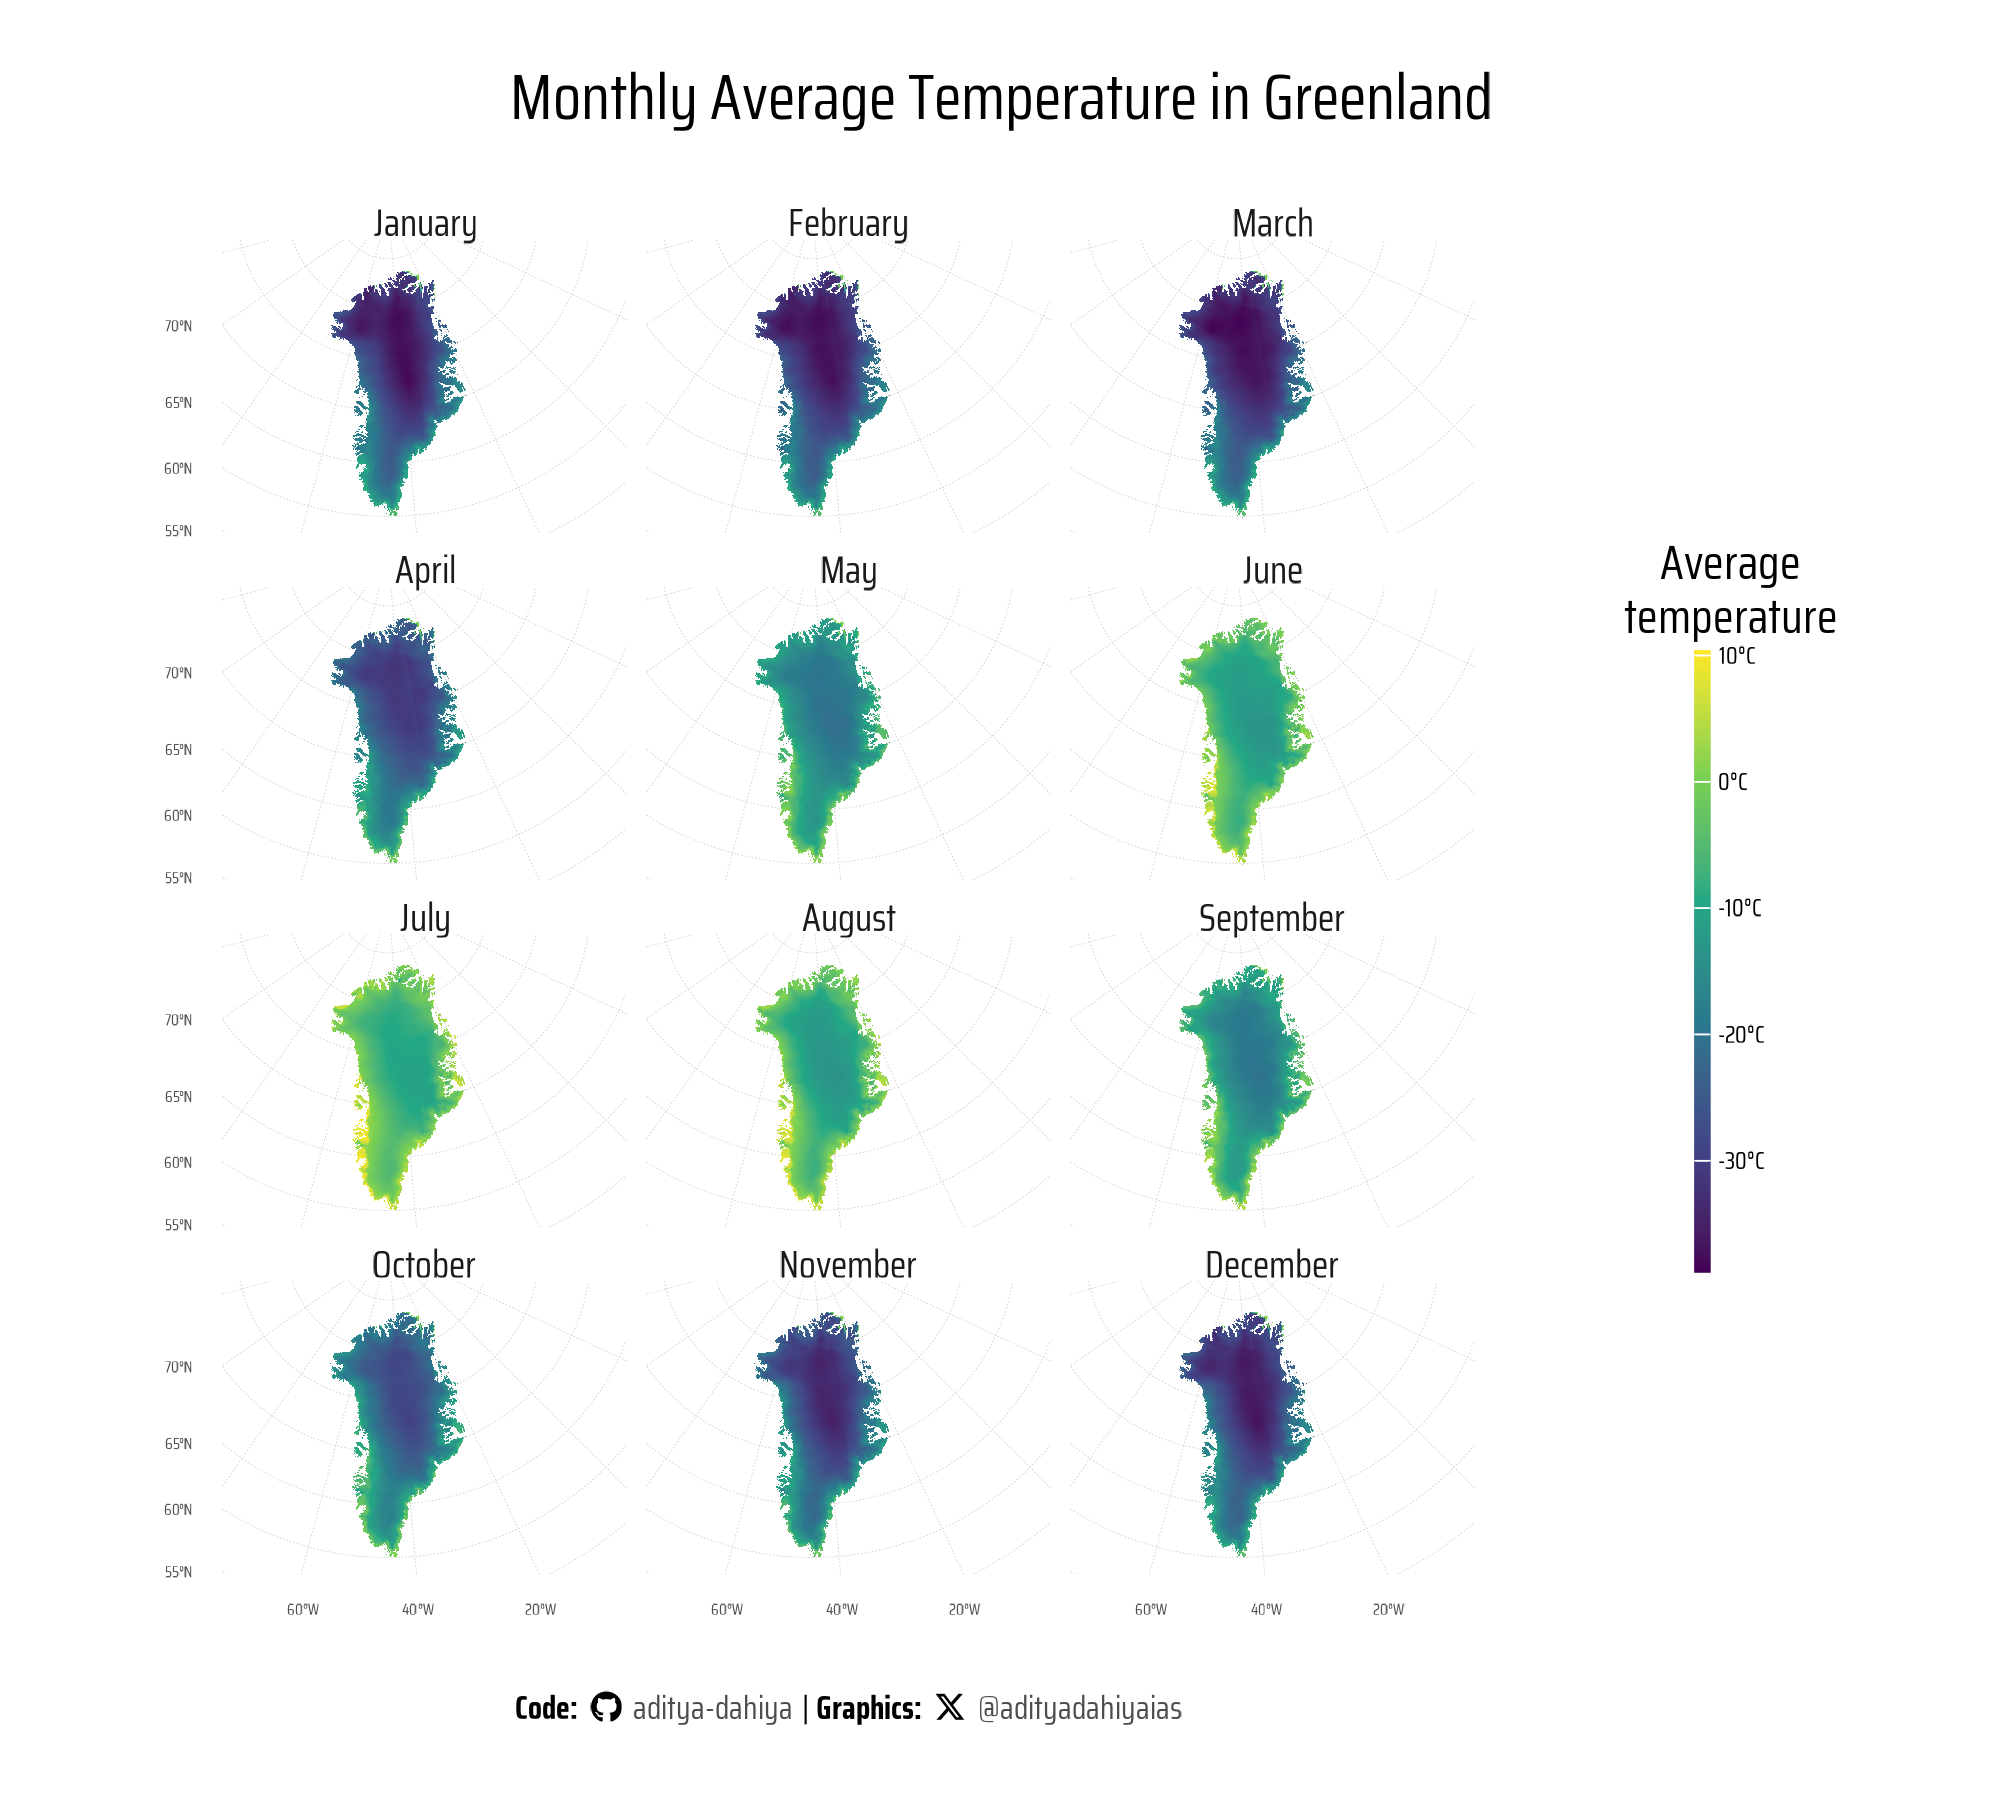 Monthly Average Temperature in Greenland
January
February
March
70°N
65°N
60°N
55°N
April
May
June
70°N
65°N
60°N
55°N
July
August
September
70°N
65°N
60°N
55°N
October
November
December
70°N
65°N
60°N
55°N
60°W
40°W
20°W
60°W
40°W
20°W
60°W
40°W
20°W
Average
temperature
10°C
0°C
-10°C
-20°C
-30°C
Code: aditya-dahiya | Graphics: @adityadahiyaias